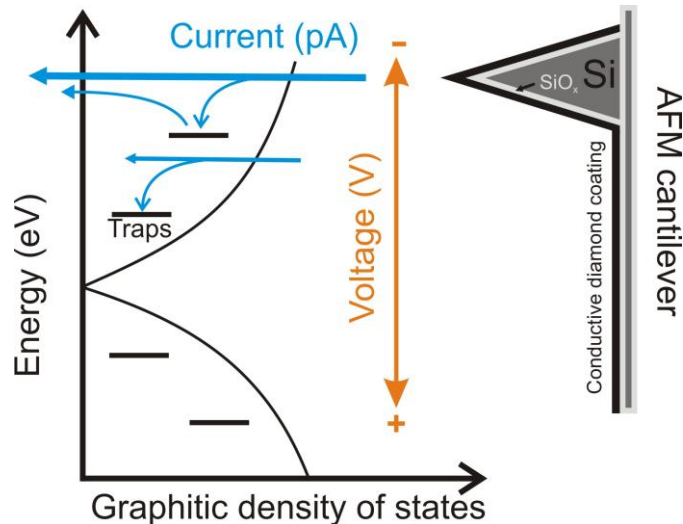 Current (pA)
-
SiOx Si
Traps
Energy (eV)
Voltage (V)
Conductive diamond coating
AFM cantilever
+
Graphitic density of states